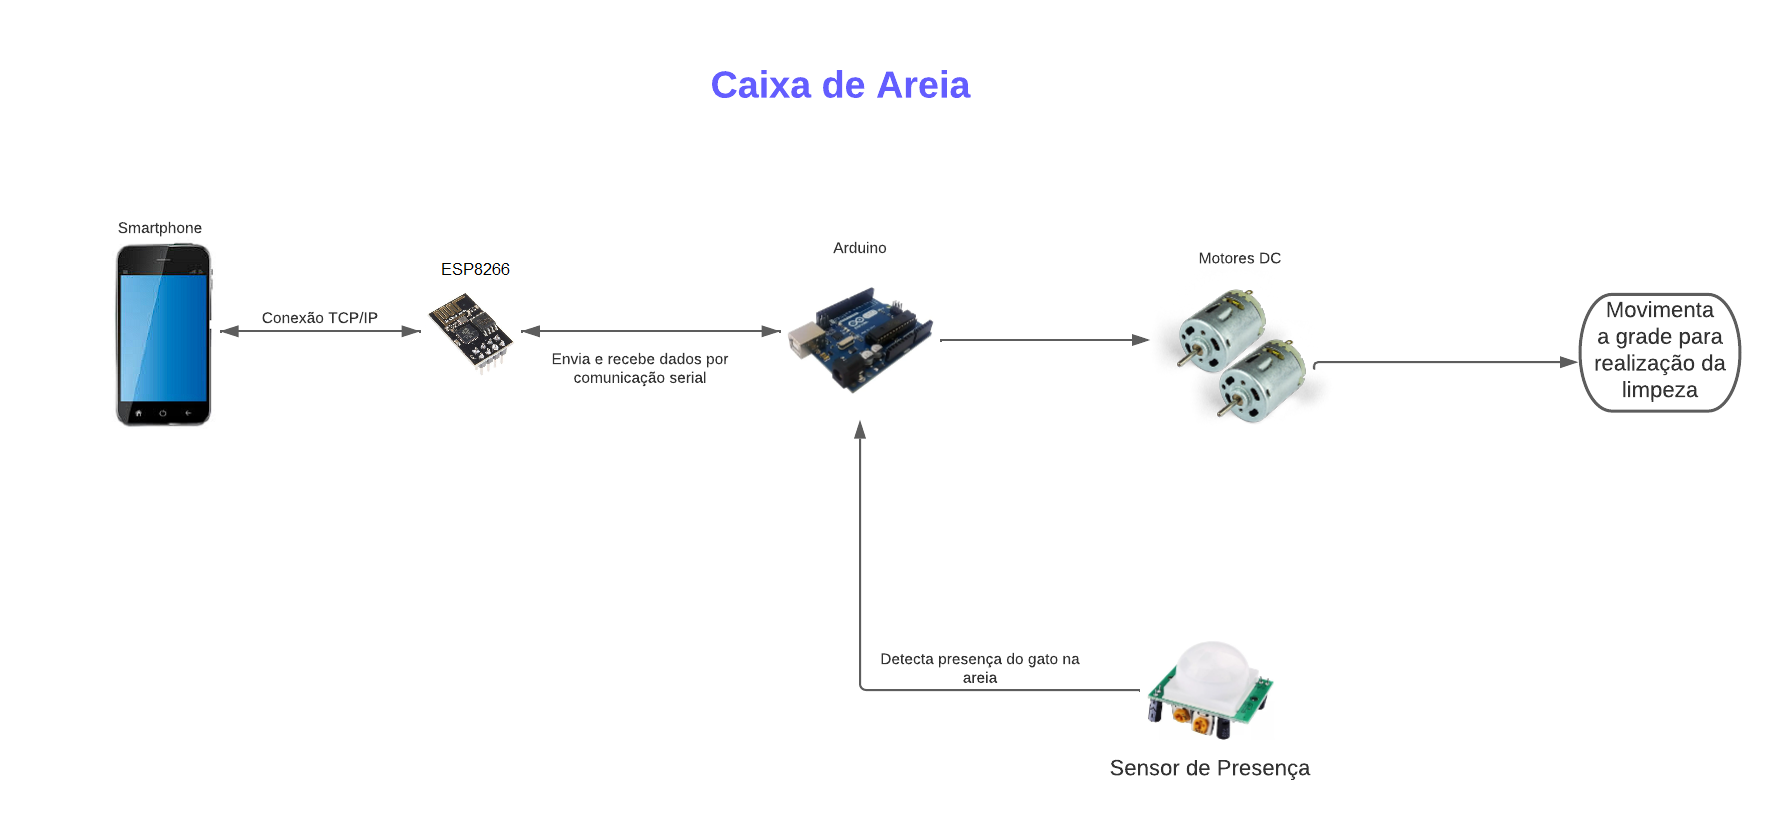 Caixa de Areia
Smartphone
ESP8266
Arduino
Motores DC
Conexão TCP/IP
Envia e recebe dados por
comunicação serial
Movimenta
a grade para
realização da
limpeza
Detecta presença do gato na
areia
Sensor de Presença